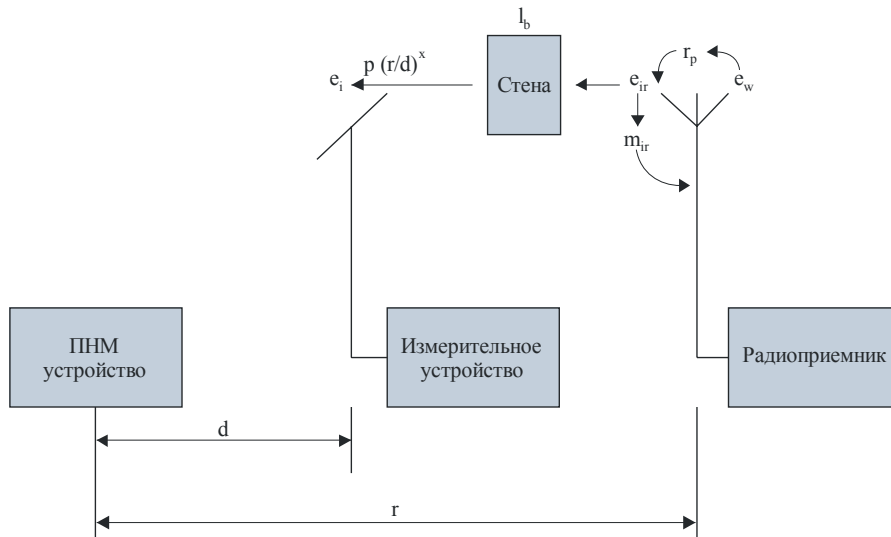 l_b
p (r/d)^x
e_i
Стена
e_ir
r_p
e_w
m_ir
ПНМ
устройство
Измерительное
устройство
Радиоприемник
d
r